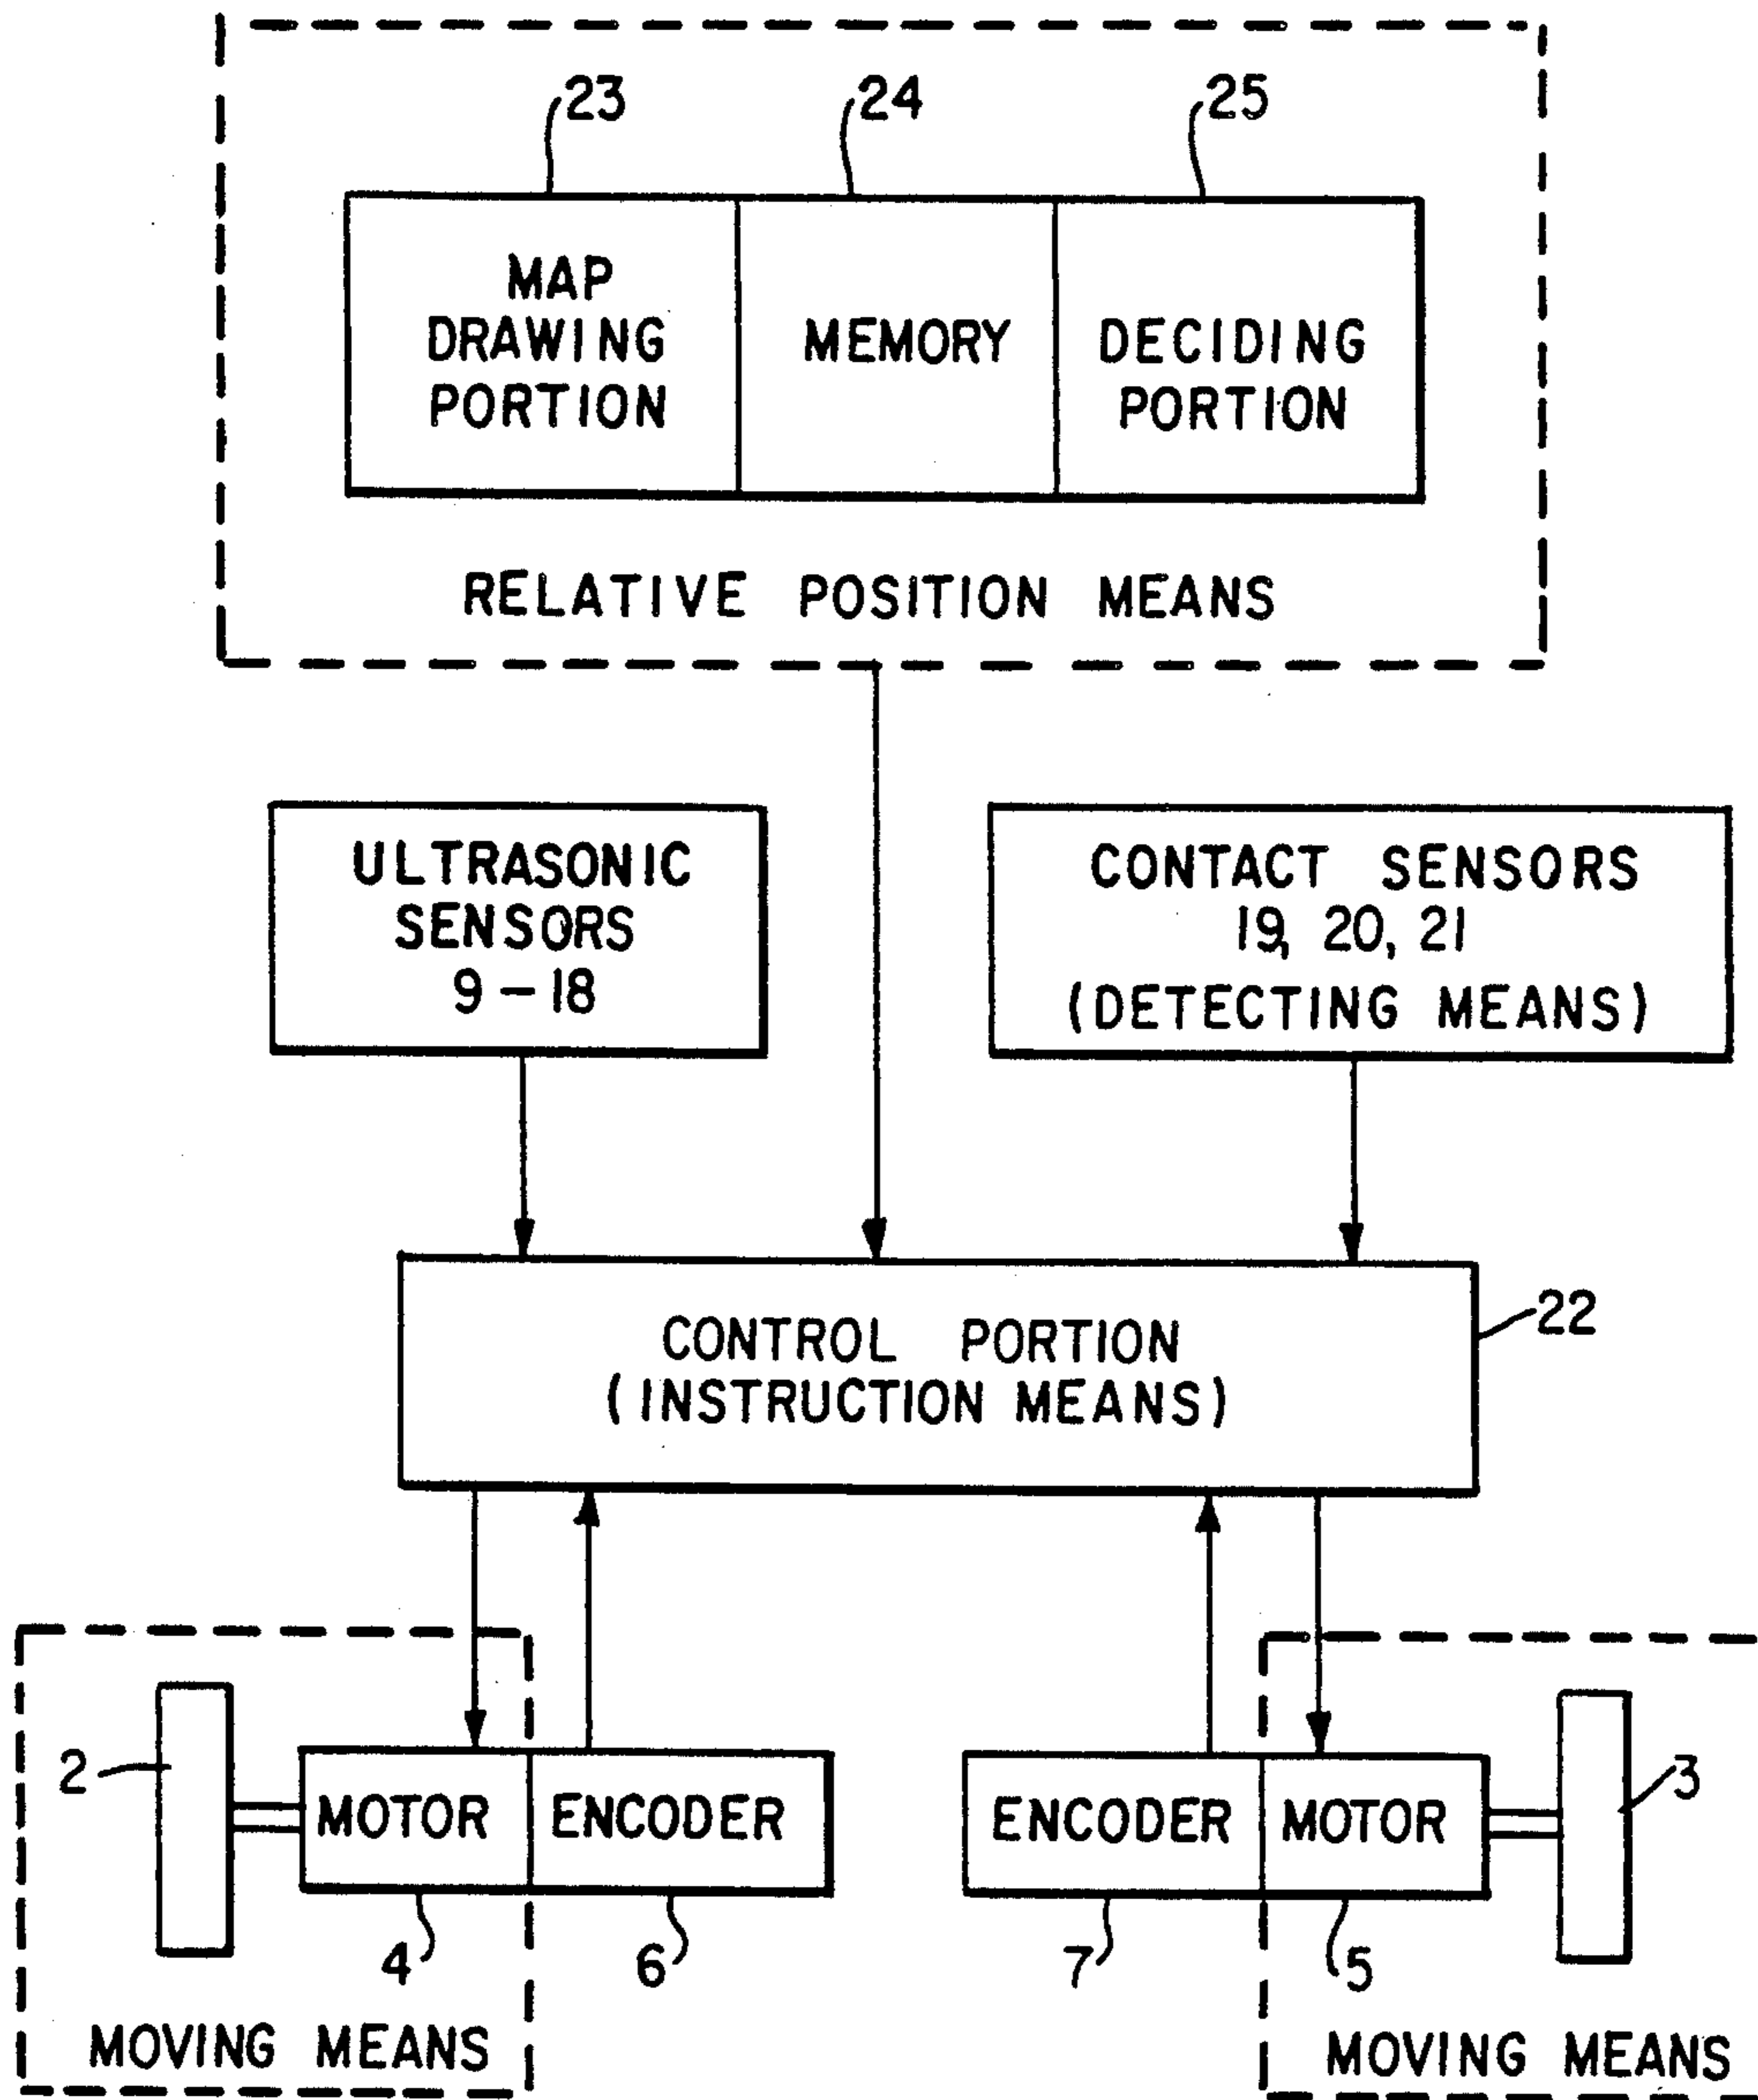 23
24
25
MAP
DRAWING
PORTION
MEMORY
DECIDING
PORTION
RELATIVE POSITION MEANS
ULTRASONIC
SENSORS
9-18
CONTACT SENSORS
19, 20, 21
(DETECTING MEANS)
CONTROL PORTION
(INSTRUCTION MEANS)
22
2
MOTOR
ENCODER
ENCODER
MOTOR
3
4
6
7
5
MOVING MEANS
MOVING MEANS